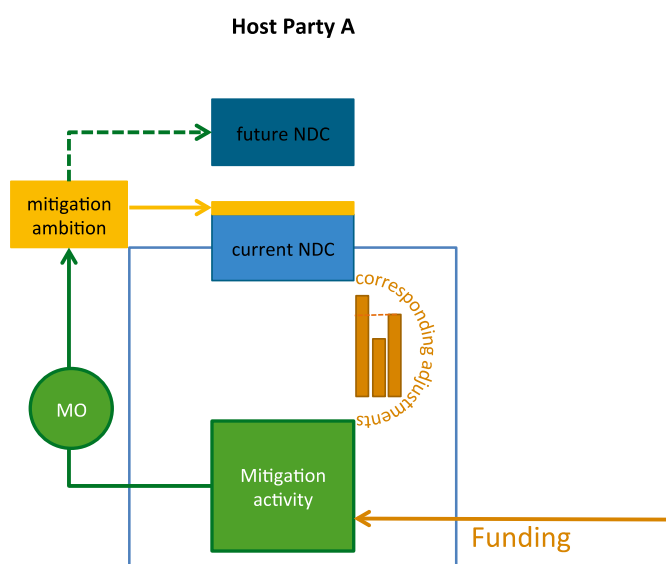 Host Party A
future NDC
mitigation
ambition
current NDC
corresponding adjustments
MO
Mitigation
activity
Funding